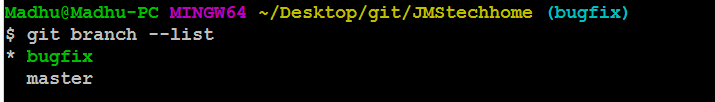 Madhu@Madhu-PC MINGW64 ~/Desktop/git/JMStechhome (bugfix)
$ git branch --list
* bugfix
  master